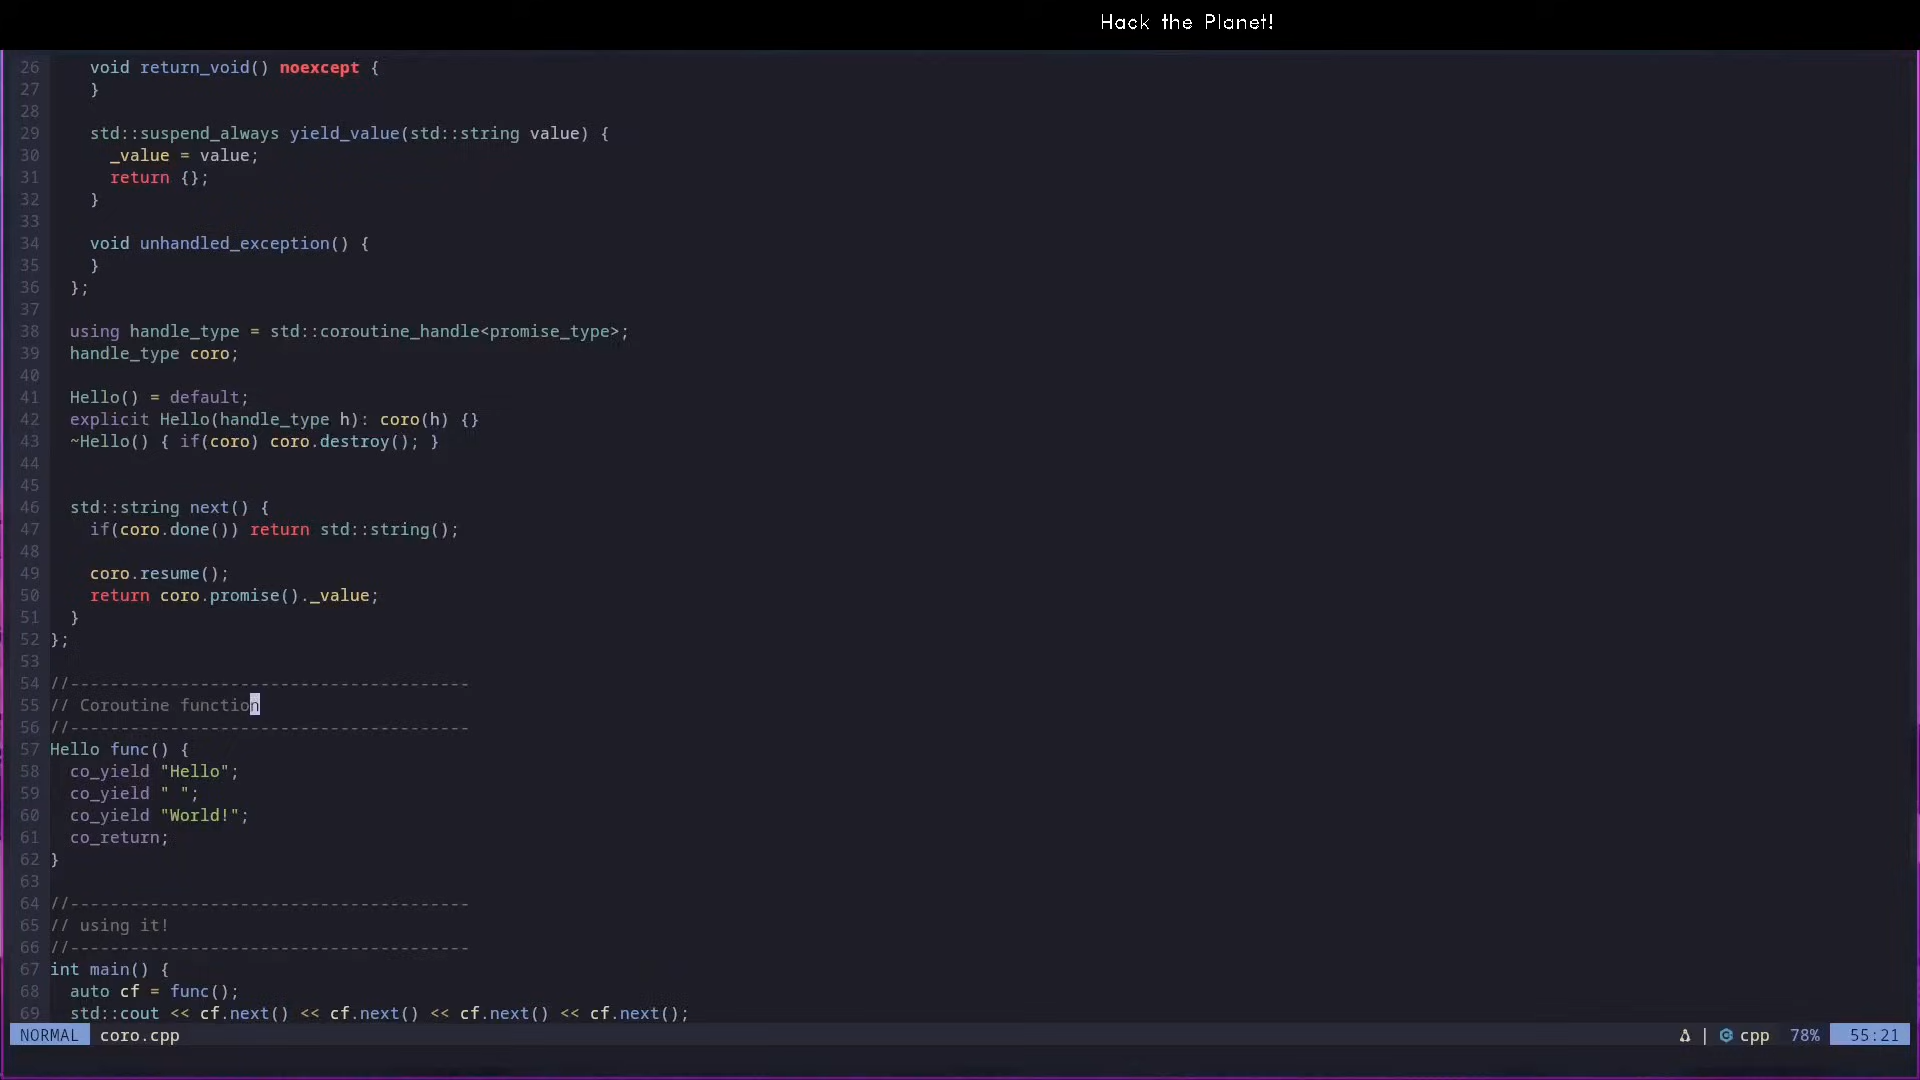 Hack the Planet!
26     void return_void() noexcept {
27     }
28
29     std::suspend_always yield_value(std::string value) {
30       _value = value;
31       return {};
32     }
33
34     void unhandled_exception() {
35     }
36   };
37
38   using handle_type = std::coroutine_handle<promise_type>;
39   handle_type coro;
40
41   Hello() = default;
42   explicit Hello(handle_type h): coro(h) {}
43   ~Hello() { if(coro) coro.destroy(); }
44
45
46   std::string next() {
47     if(coro.done()) return std::string();
48
49     coro.resume();
50     return coro.promise()._value;
51   }
52 };
53
54 //----------------------------------------
55 // Coroutine function
56 //----------------------------------------
57 Hello func() {
58   co_yield "Hello";
59   co_yield " ";
60   co_yield "World!";
61   co_return;
62 }
63
64 //----------------------------------------
65 // using it!
66 //----------------------------------------
67 int main() {
68   auto cf = func();
69   std::cout << cf.next() << cf.next() << cf.next() << cf.next();
NORMAL coro.cpp | cpp 78% 55:21